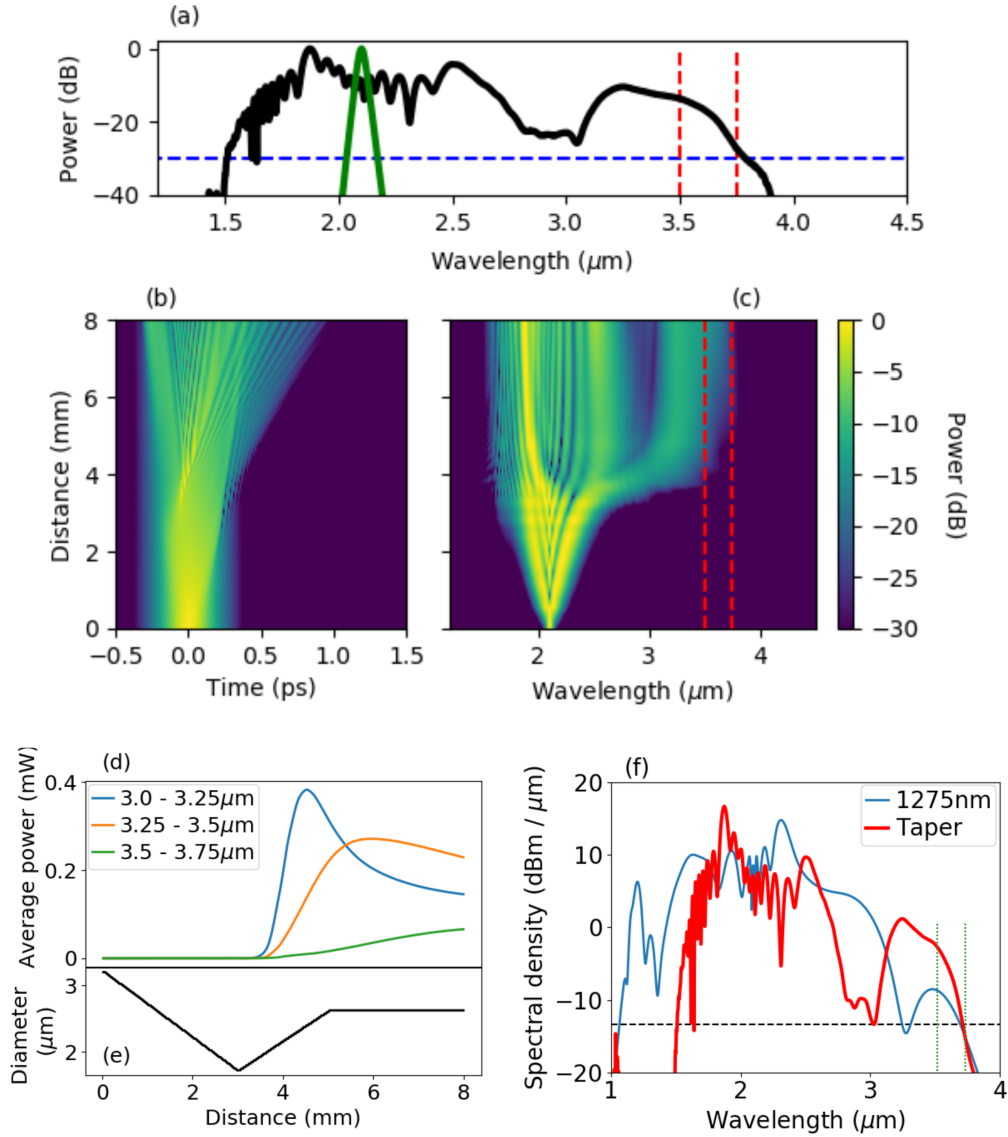 (a)
Power (dB)
0
−20
−40
1.5 2.0 2.5 3.0 3.5 4.0 4.5
Wavelength (μm)
(b)
(c)
Distance (mm)
8
6
4
2
0
−0.5 0.0 0.5 1.0 1.5
Time (ps)
2 3 4
Wavelength (μm)
0
−5
−10
−15
−20
−25
−30
Power (dB)
(d)
Average power (mW)
0.4
0.2
0
3.0 - 3.25μm
3.25 - 3.5μm
3.5 - 3.75μm
Diameter
(μm)
3
2
(e)
0 2 4 6 8
Distance (mm)
(f)
Spectral density (dBm / μm)
20
10
0
−10
−20
1275nm
Taper
1 2 3 4
Wavelength (μm)